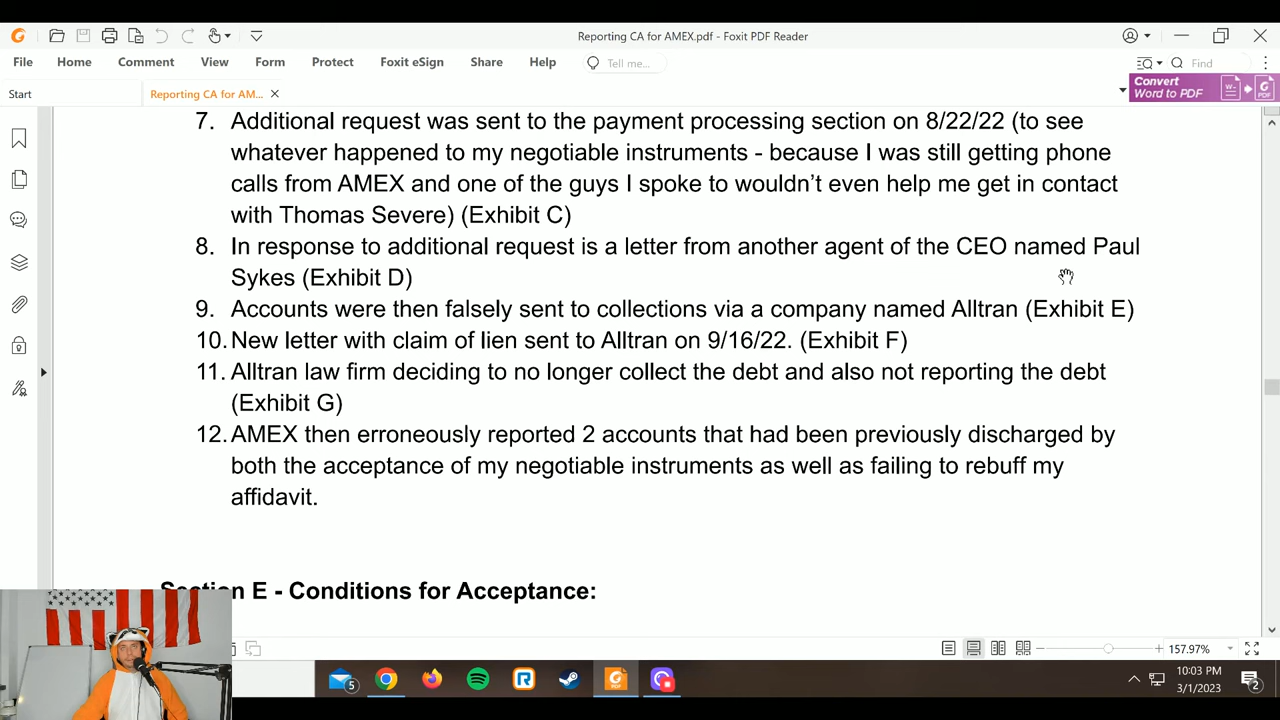 Reporting CA for AMEX.pdf - Foxit PDF Reader
File Home Comment View Form Protect Foxit eSign Share Help Tell me... Find
Start Reporting CA for AM... Convert Word to PDF
7. Additional request was sent to the payment processing section on 8/22/22 (to see
whatever happened to my negotiable instruments - because I was still getting phone
calls from AMEX and one of the guys I spoke to wouldn't even help me get in contact
with Thomas Severe) (Exhibit C)
8. In response to additional request is a letter from another agent of the CEO named Paul
Sykes (Exhibit D)
9. Accounts were then falsely sent to collections via a company named Alltran (Exhibit E)
10. New letter with claim of lien sent to Alltran on 9/16/22. (Exhibit F)
11. Alltran law firm deciding to no longer collect the debt and also not reporting the debt
(Exhibit G)
12. AMEX then erroneously reported 2 accounts that had been previously discharged by
both the acceptance of my negotiable instruments as well as failing to rebuff my
affidavit.
Section E - Conditions for Acceptance:
157.97%
5
10:03 PM
3/1/2023
2